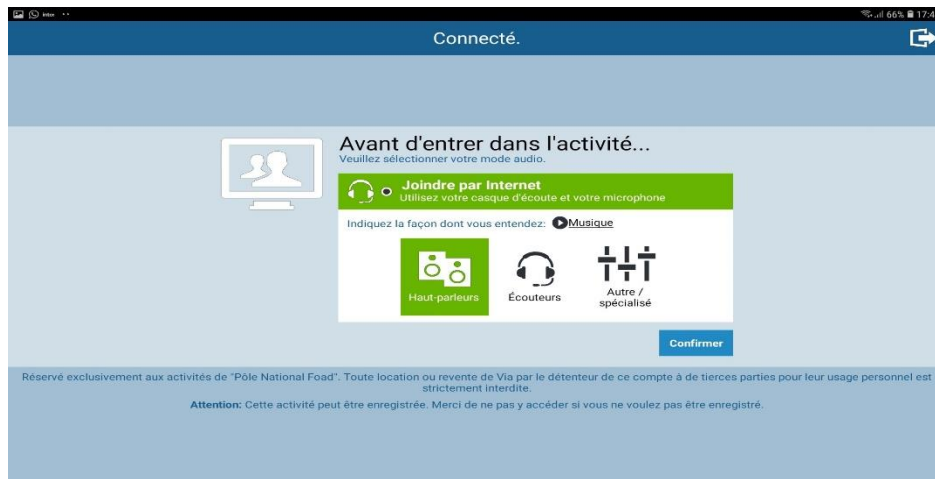 66% 17:4
Connecté.
Avant d'entrer dans l'activité...
Veuillez sélectionner votre mode audio.
Joindre par Internet
Utilisez votre casque d'écoute et votre microphone
Indiquez la façon dont vous entendez: Musique
Haut-parleurs
Écouteurs
Autre /
spécialisé
Confirmer
Réservé exclusivement aux activités de "Pôle National Foad". Toute location ou revente de Via par le détenteur de ce compte à de tierces parties pour leur usage personnel est
strictement interdite.
Attention: Cette activité peut être enregistrée. Merci de ne pas y accéder si vous ne voulez pas être enregistré.